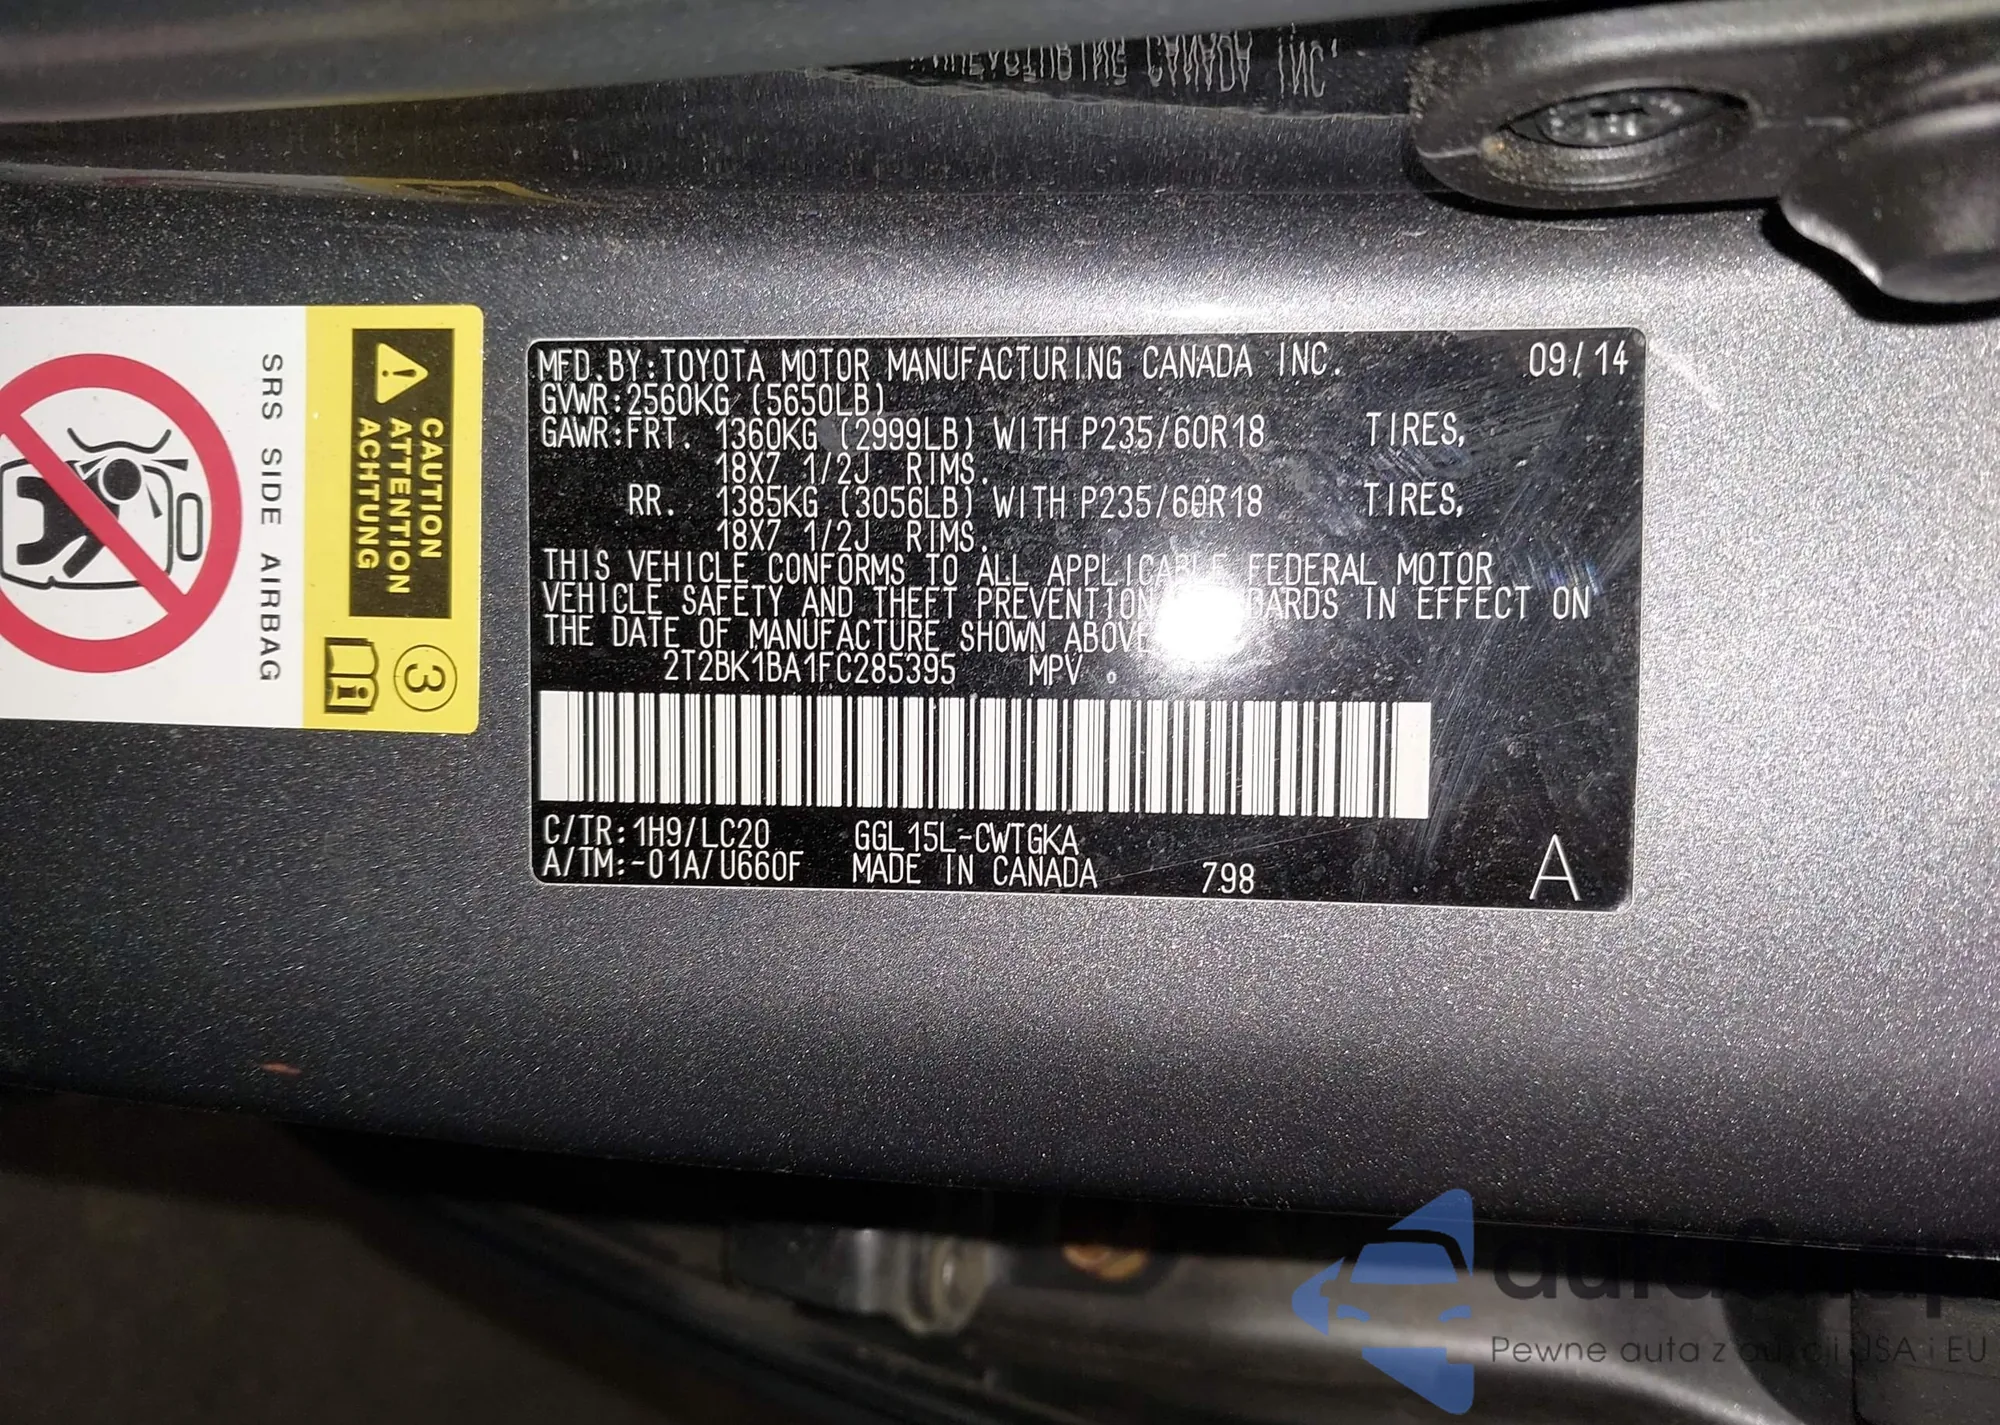 MFD.BY:TOYOTA MOTOR MANUFACTURING CANADA INC. 09/14
GVWR:2560KG (5650LB)
GAWR:FRT. 1360KG (2999LB) WITH P235/60R18 TIRES,
18X7 1/2J RIMS.
RR. 1385KG (3056LB) WITH P235/60R18 TIRES,
18X7 1/2J RIMS.
THIS VEHICLE CONFORMS TO ALL APPLICABLE FEDERAL MOTOR
VEHICLE SAFETY AND THEFT PREVENTION IN EFFECT ON
THE DATE OF MANUFACTURE SHOWN ABOVE
2T2BK1BA1FC285395 MPV .
C/TR:1H9/LC20 GGL15L-CWTGKA
A/TM:-01A/U660F MADE IN CANADA 798 A
CAUTION
ATTENTION
ACHTUNG
3
i
SRS SIDE AIRBAG
CANADA INC.
Pewne auta z aukcji USA i EU